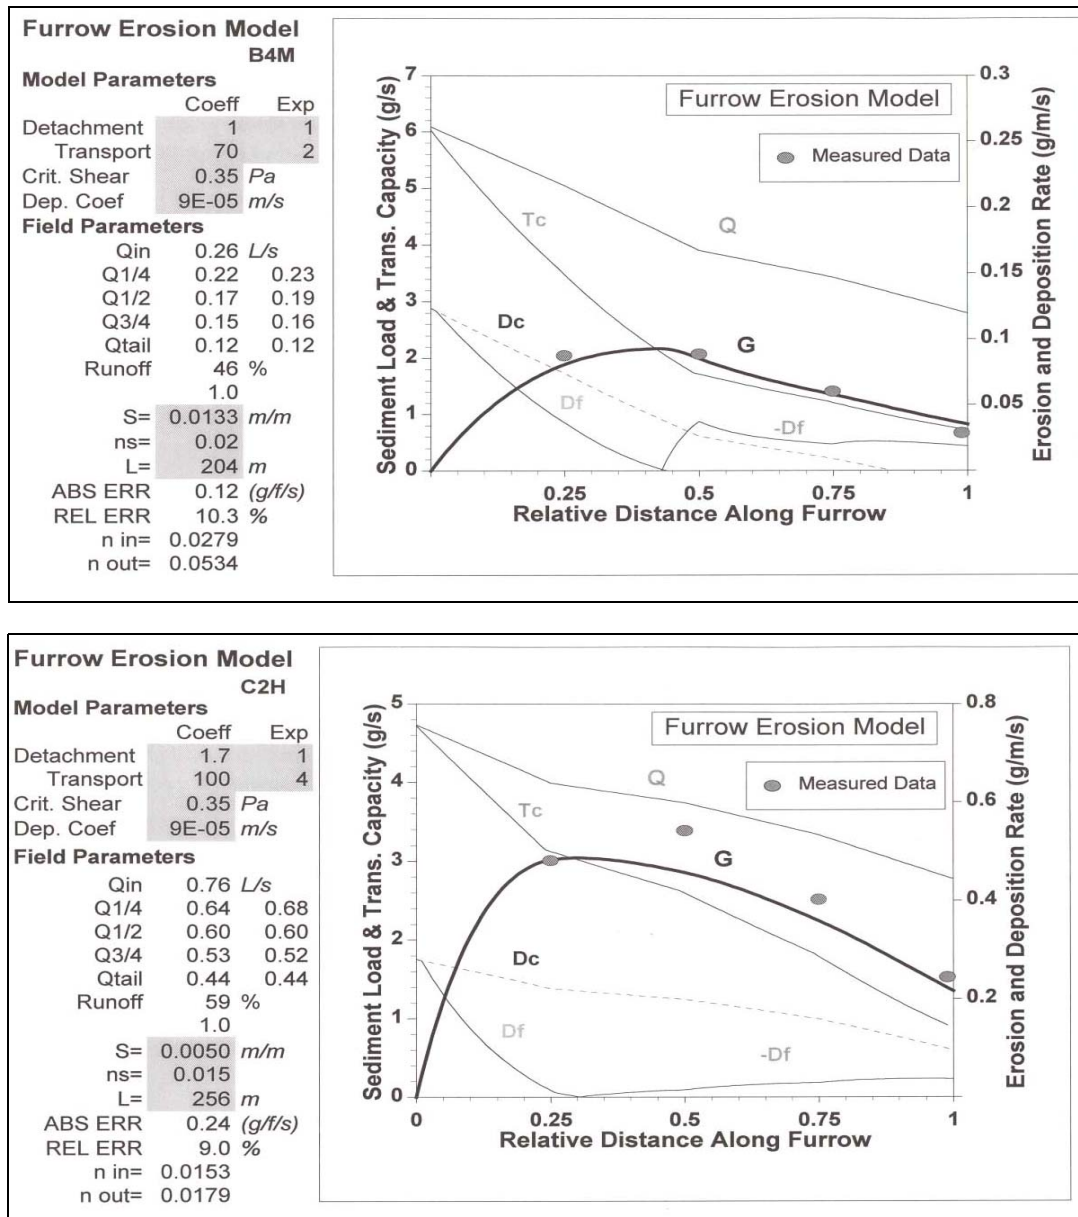 Furrow Erosion Model
B4M
Model Parameters
Coeff Exp
Detachment 1 1
Transport 70 2
Crit. Shear 0.35 Pa
Dep. Coef 9E-05 m/s
Field Parameters
Qin 0.26 L/s
Q1/4 0.22 0.23
Q1/2 0.17 0.19
Q3/4 0.15 0.16
Qtail 0.12 0.12
Runoff 46 %
1.0
S= 0.0133 m/m
ns= 0.02
L= 204 m
ABS ERR 0.12 (g/f/s)
REL ERR 10.3 %
n in= 0.0279
n out= 0.0534
Sediment Load & Trans. Capacity (g/s)
7
6
5
4
3
2
1
0
Furrow Erosion Model
Measured Data
Tc
Q
Dc
G
Df
-Df
0.3
0.25
0.2
0.15
0.1
0.05
0
Erosion and Deposition Rate (g/m/s)
0.25 0.5 0.75 1
Relative Distance Along Furrow
Furrow Erosion Model
C2H
Model Parameters
Coeff Exp
Detachment 1.7 1
Transport 100 4
Crit. Shear 0.35 Pa
Dep. Coef 9E-05 m/s
Field Parameters
Qin 0.76 L/s
Q1/4 0.64 0.68
Q1/2 0.60 0.60
Q3/4 0.53 0.52
Qtail 0.44 0.44
Runoff 59 %
1.0
S= 0.0050 m/m
ns= 0.015
L= 256 m
ABS ERR 0.24 (g/f/s)
REL ERR 9.0 %
n in= 0.0153
n out= 0.0179
Sediment Load & Trans. Capacity (g/s)
5
4
3
2
1
0
Furrow Erosion Model
Measured Data
Q
Tc
G
Dc
Df
-Df
0.8
0.6
0.4
0.2
Erosion and Deposition Rate (g/m/s)
0 0.25 0.5 0.75 1
Relative Distance Along Furrow